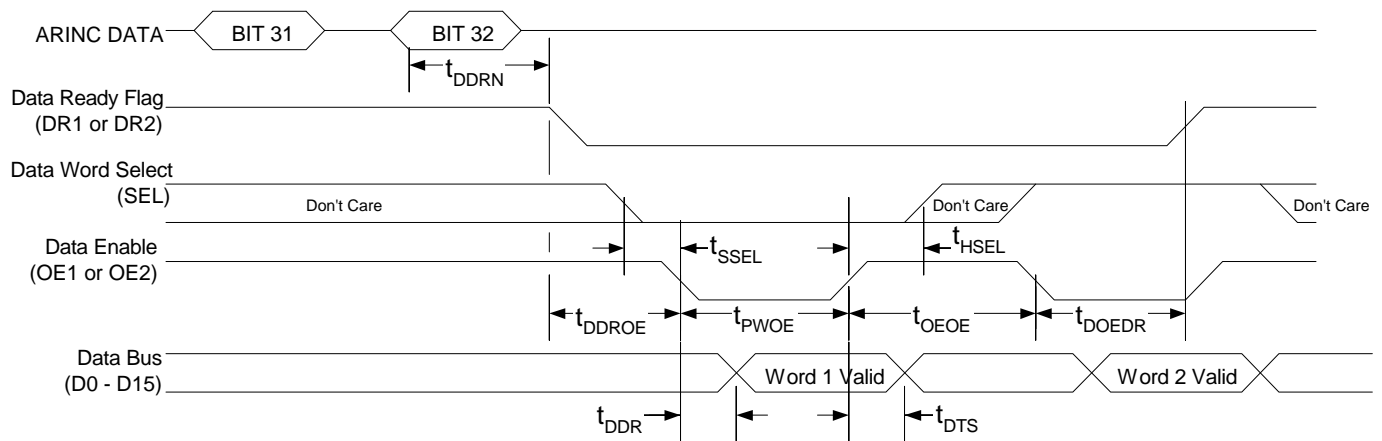 ARINC DATA
BIT 31
BIT 32
tDDRN
Data Ready Flag
(DR1 or DR2)
Data Word Select
(SEL)
Don't Care
Don't Care
Don't Care
Data Enable
(OE1 or OE2)
tSSEL
tHSEL
tDDROE
tPWOE
tOEOE
tDOEDR
Data Bus
(D0 - D15)
Word 1 Valid
Word 2 Valid
tDDR
tDTS